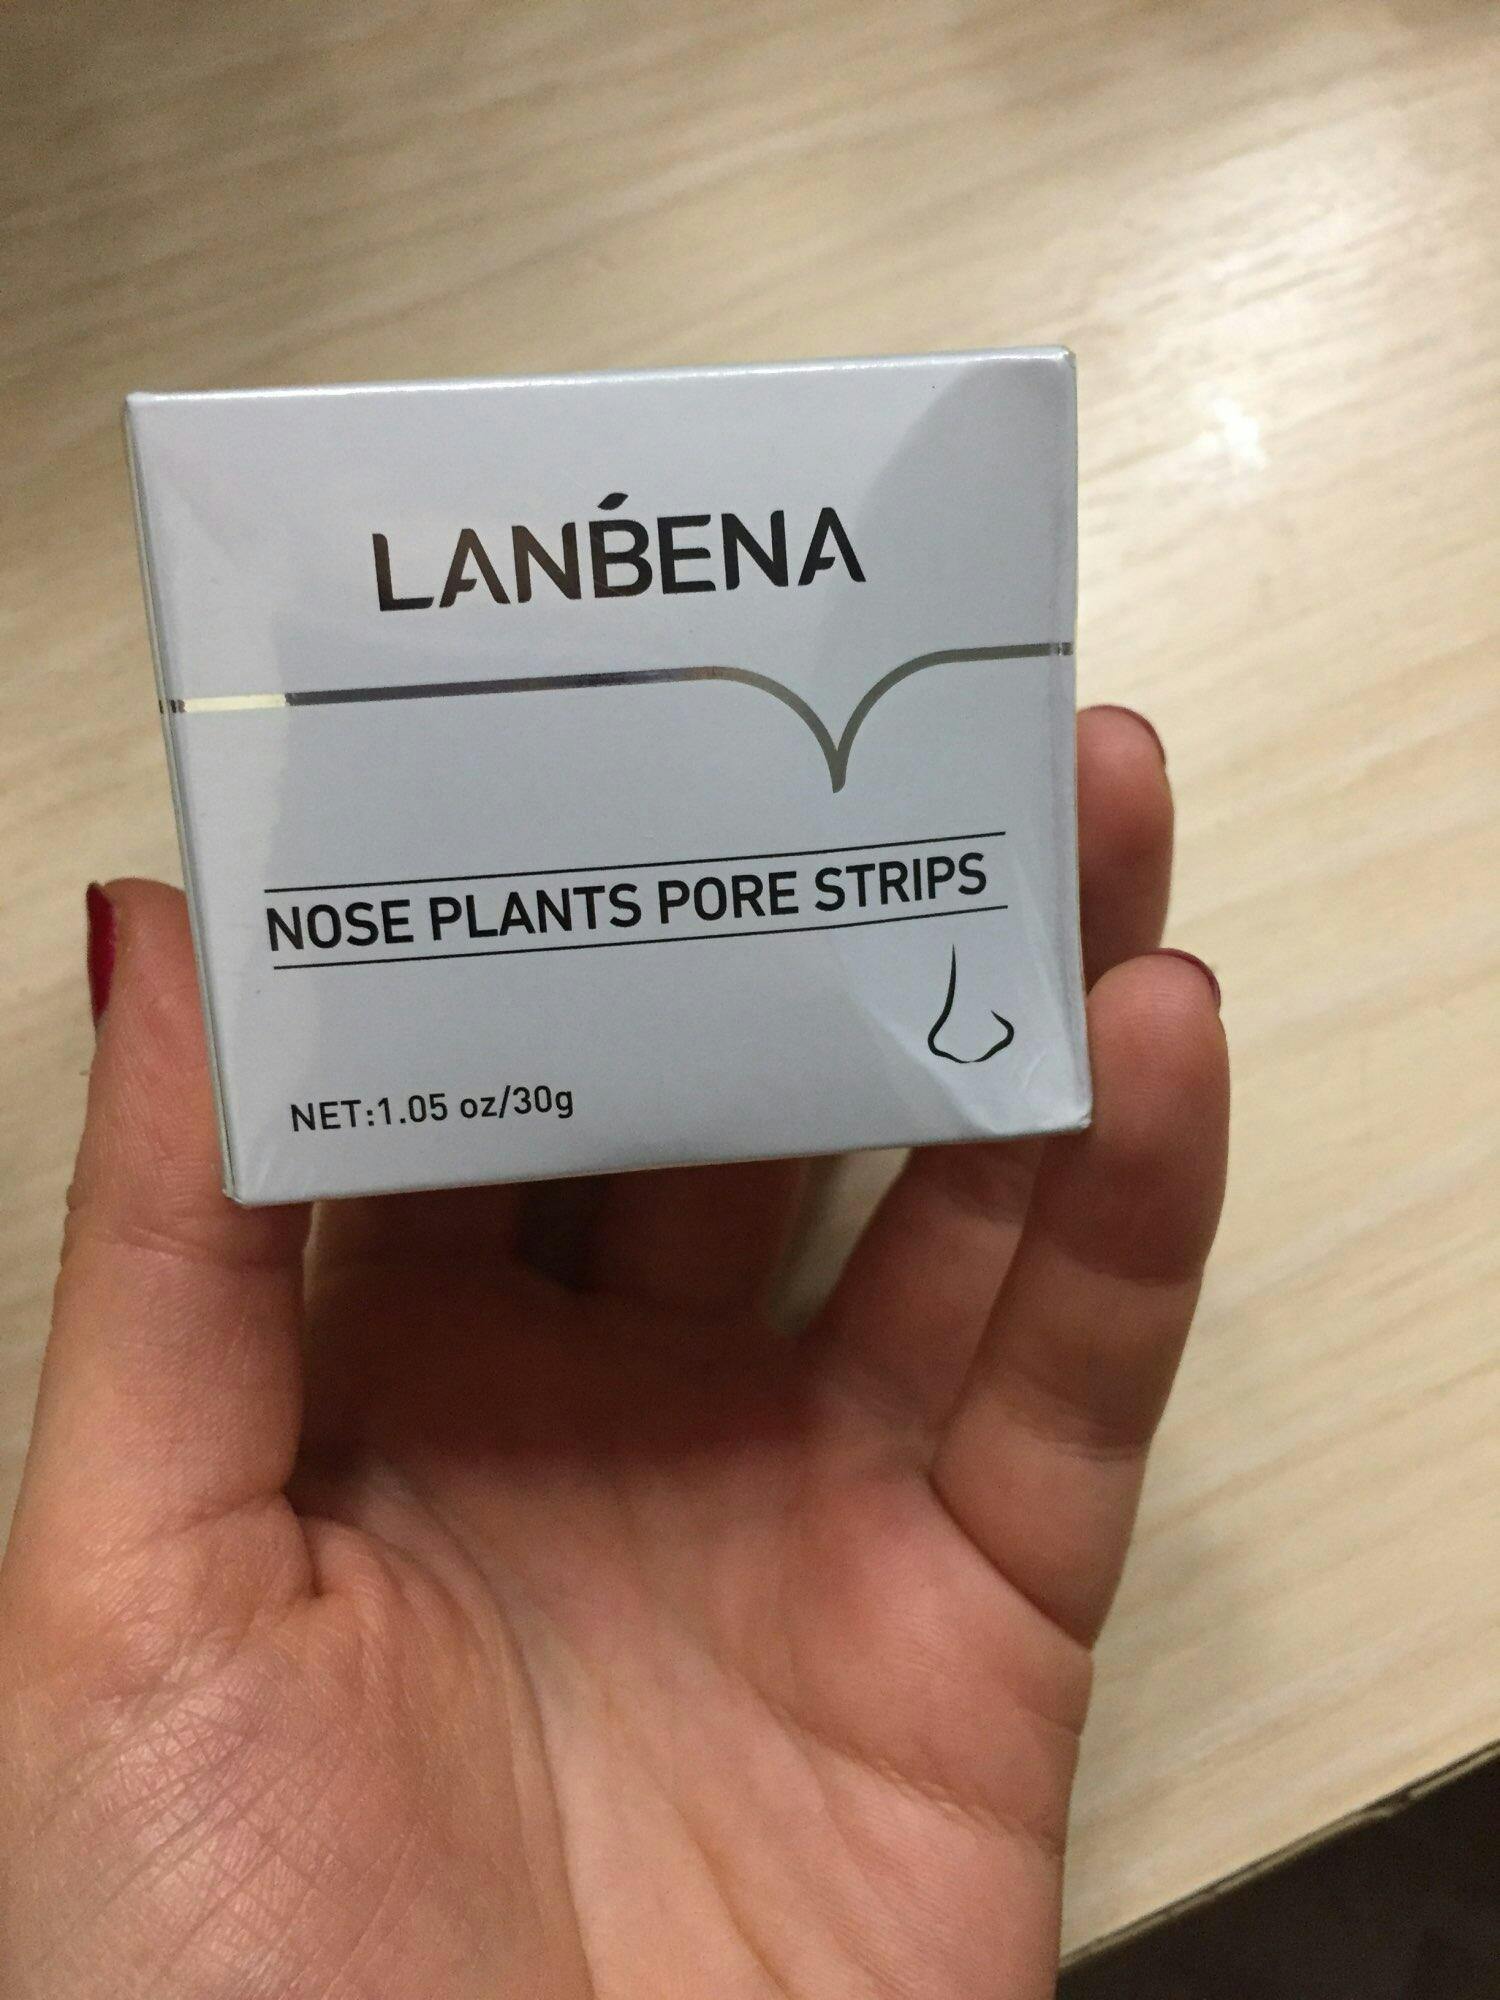 LANBENA
NOSE PLANTS PORE STRIPS
NET:1.05 oz/30g